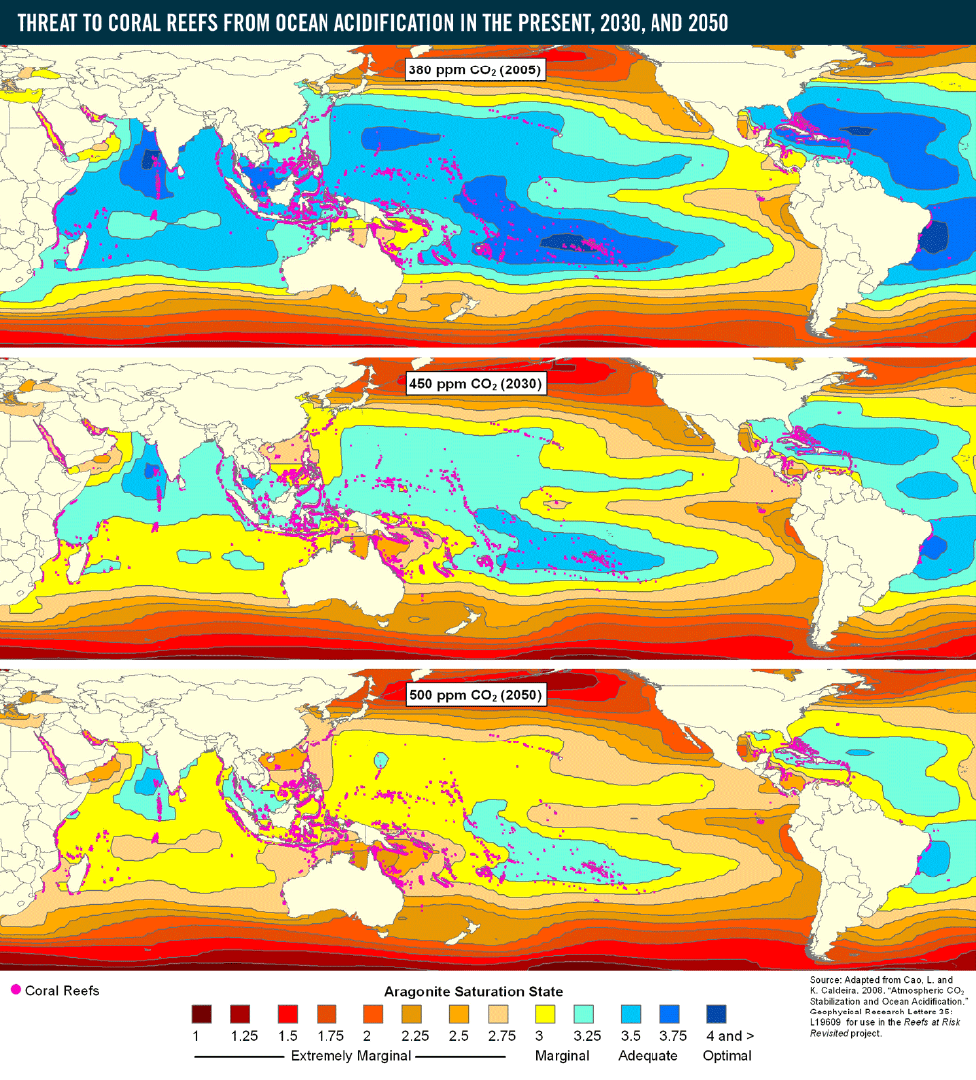 THREAT TO CORAL REEFS FROM OCEAN ACIDIFICATION IN THE PRESENT, 2030, AND 2050
380 ppm CO₂ (2005)
450 ppm CO₂ (2030)
500 ppm CO₂ (2050)
Coral Reefs
Aragonite Saturation State
1 1.25 1.5 1.75 2 2.25 2.5 2.75 3 3.25 3.5 3.75 4 and >
Extremely Marginal Marginal Adequate Optimal
Source: Adapted from Cao, L. and
K. Caldeira. 2008. "Atmospheric CO₂
Stabilization and Ocean Acidification."
Geophysical Research Letters 35:
L19609 for use in the Reefs at Risk
Revisited project.